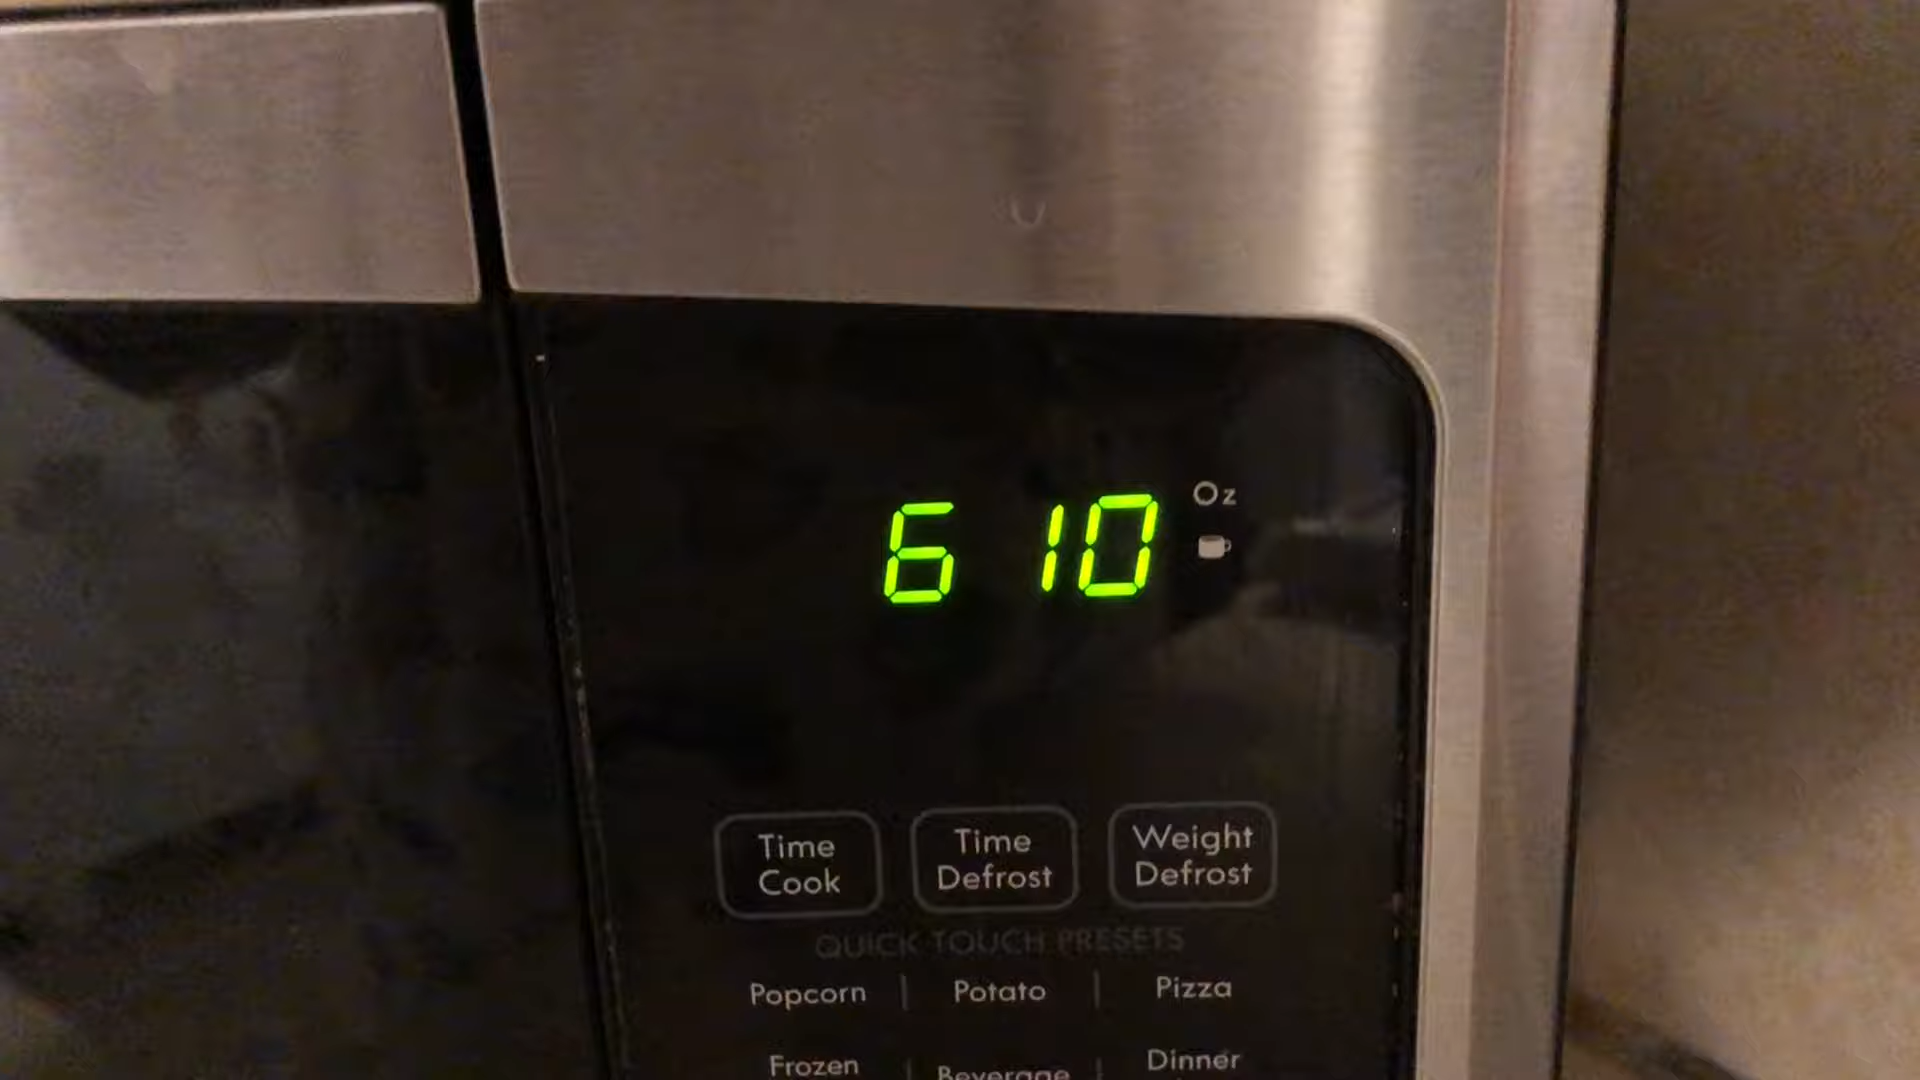 6 10
Oz
Time Cook
Time Defrost
Weight Defrost
QUICK TOUCH PRESETS
Popcorn | Potato | Pizza
Frozen | Beverage | Dinner